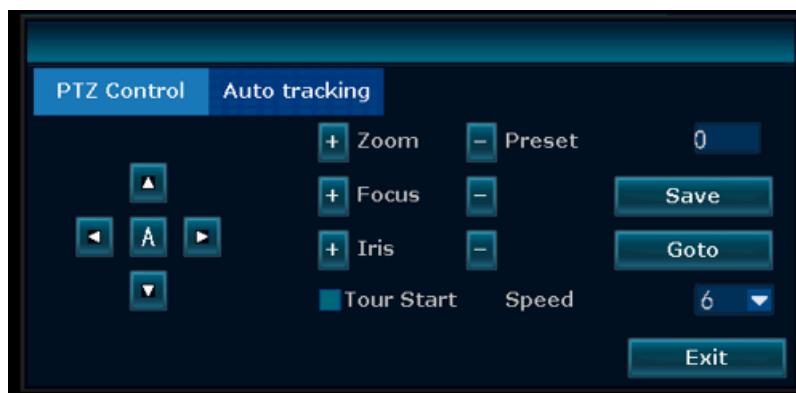 PTZ Control Auto tracking
+ Zoom - Preset 0
+ Focus - Save
A
+ Iris - Goto
Tour Start Speed 6
Exit